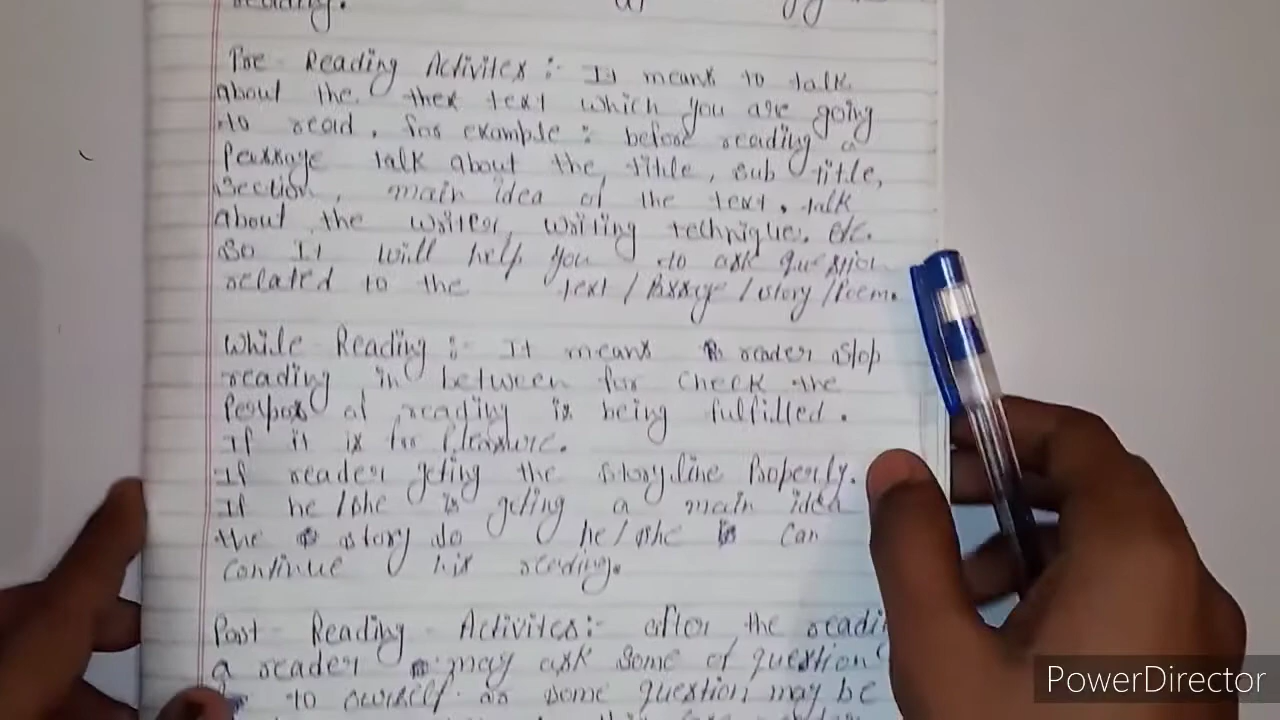 reading.
Pre - Reading Activites :- It means to talk
about the thex text which you are going
to read. for example : before reading a
Passage talk about the, title, sub title,
Section, main idea of the text. talk
about the writer, writing technique. etc.
So It will help you to ask question
related to the text / Passage / story / Poem.
While Reading :- It means reader stop
reading in between for check the
Perpos of reading is being fulfilled.
If it is for Pleasure.
If reader geting the storyline Properly.
If he/she is geting a main idea
the story so he/she can
continue his reading.
Post - Reading - Activites :- after the readi
a reader may ask some of question
to ourself. as some question may be
PowerDirector